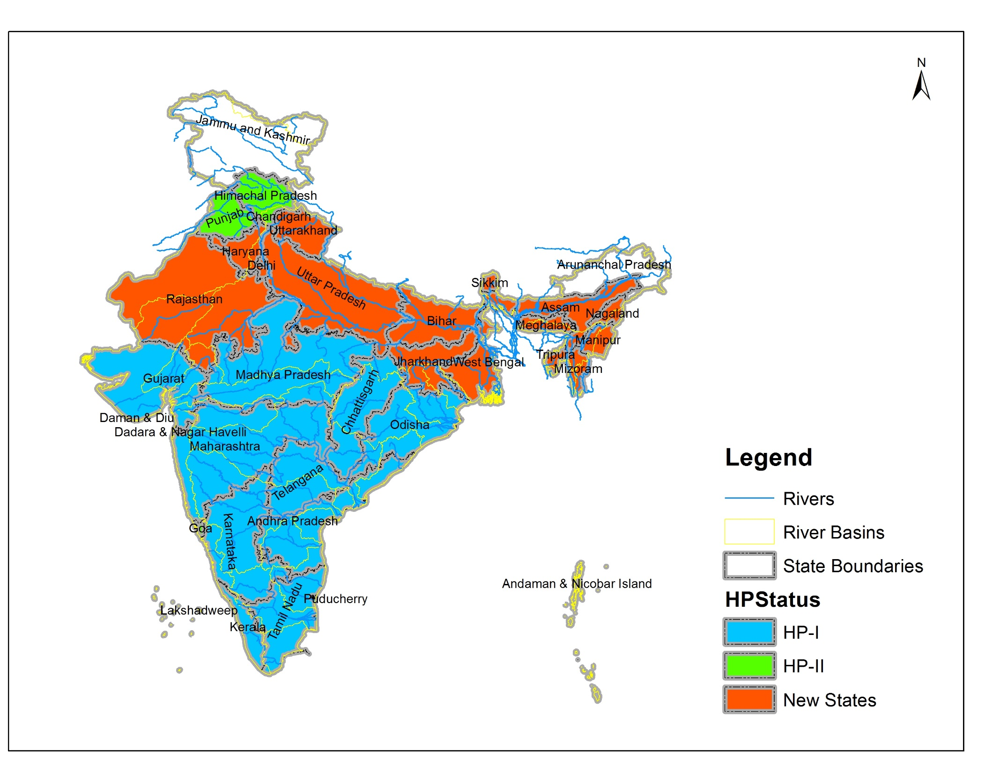 N
Jammu and Kashmir
Himachal Pradesh
Punjab
Chandigarh
Uttarakhand
Haryana
Delhi
Uttar Pradesh
Arunanchal Pradesh
Sikkim
Rajasthan
Assam
Nagaland
Bihar
Meghalaya
Manipur
Tripura
Jharkhand
West Bengal
Mizoram
Gujarat
Madhya Pradesh
Chhattisgarh
Daman & Diu
Odisha
Dadara & Nagar Havelli
Maharashtra
Telangana
Andhra Pradesh
Goa
Karnataka
Andaman & Nicobar Island
Puducherry
Lakshadweep
Tamil Nadu
Kerala
Legend
Rivers
River Basins
State Boundaries
HPStatus
HP-I
HP-II
New States